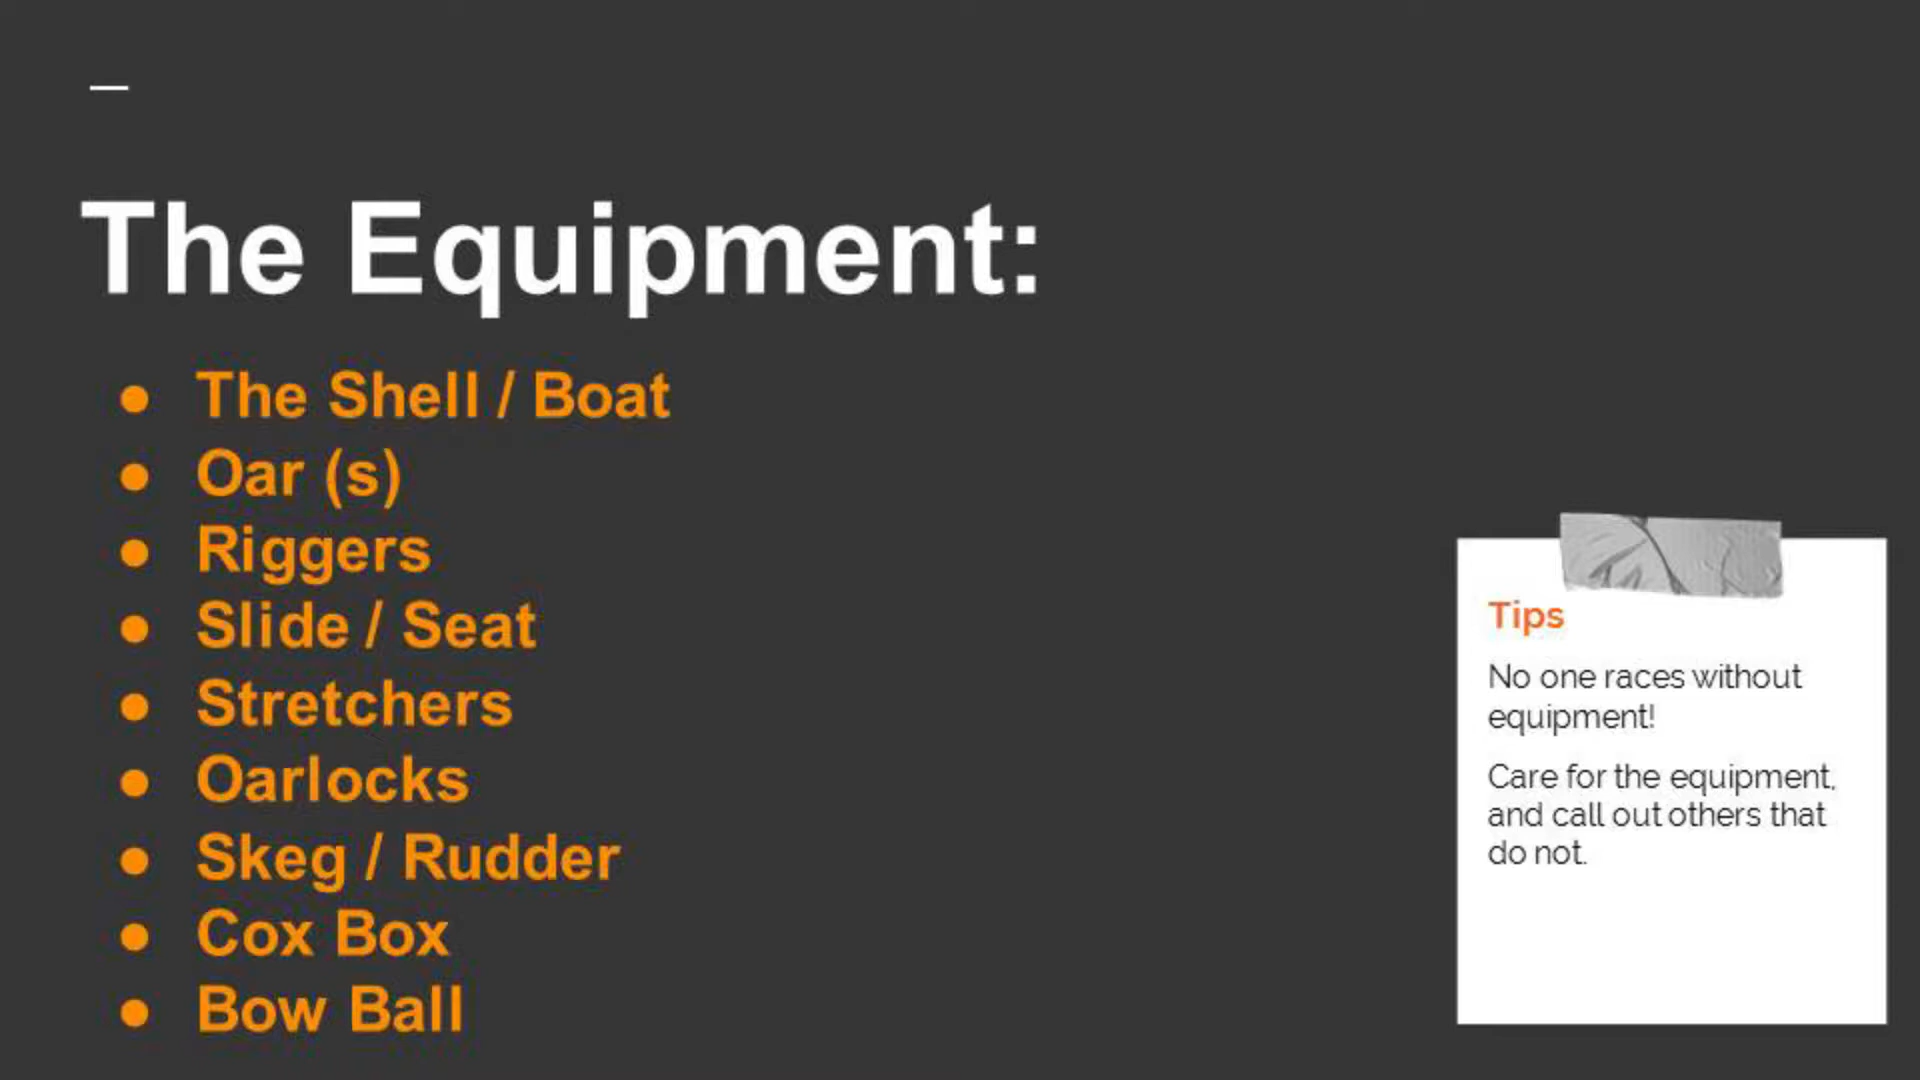 The Equipment:
● The Shell / Boat
● Oar (s)
● Riggers
● Slide / Seat
● Stretchers
● Oarlocks
● Skeg / Rudder
● Cox Box
● Bow Ball
Tips
No one races without
equipment!
Care for the equipment,
and call out others that
do not.